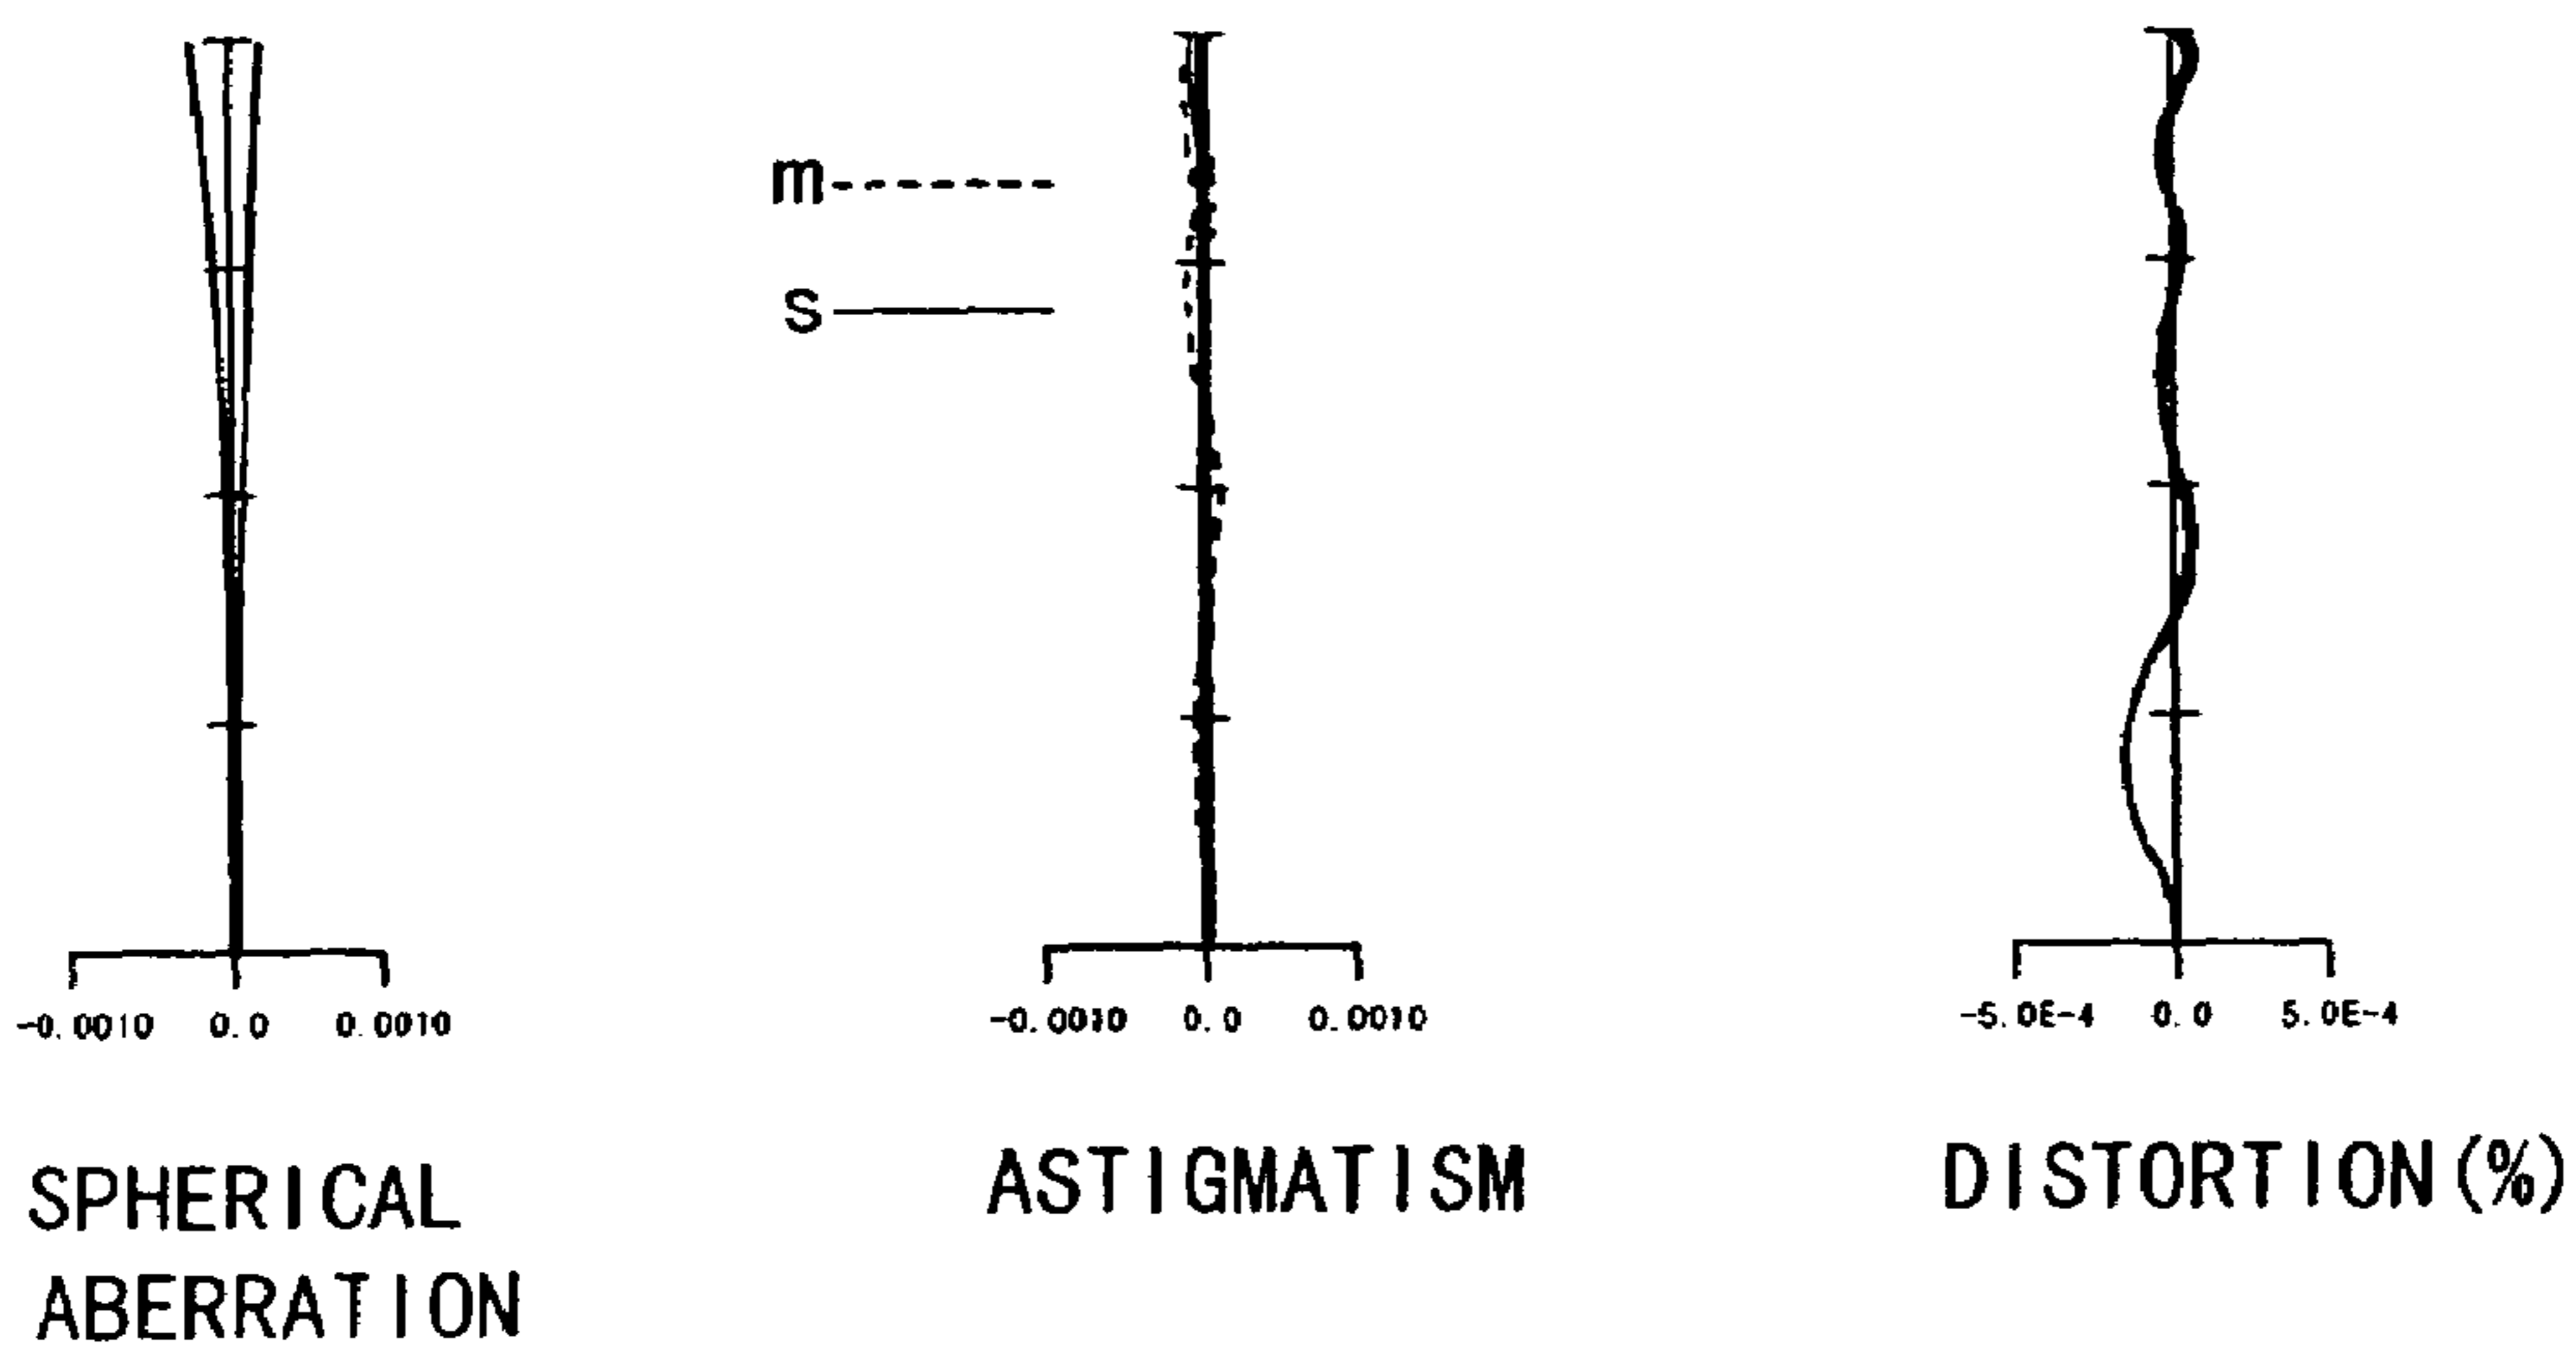 m
s
-0.0010 0.0 0.0010
-0.0010 0.0 0.0010
-5.0E-4 0.0 5.0E-4
SPHERICAL
ABERRATION
ASTIGMATISM
DISTORTION(%)